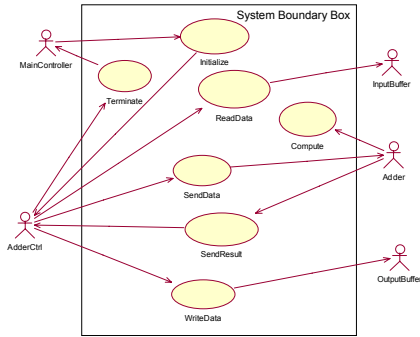 System Boundary Box
MainController
Initialize
Terminate
ReadData
InputBuffer
Compute
Adder
SendData
AdderCtrl
SendResult
OutputBuffer
WriteData